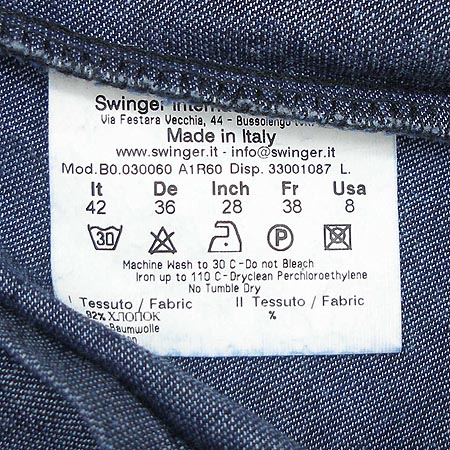 Swinger
Via Festara Vecchia, 44 - Bussolengo
Made in Italy
www.swinger.it - info@swinger.it
Mod.B0.030060 A1R60 Disp. 33001087 L.
It De Inch Fr Usa
42 36 28 38 8
30 P
Machine Wash to 30 C-Do not Bleach
Iron up to 110 C-Dryclean Perchloroethylene
No Tumble Dry
I Tessuto / Fabric II Tessuto / Fabric
92% ХЛОПОК %
Baumwolle